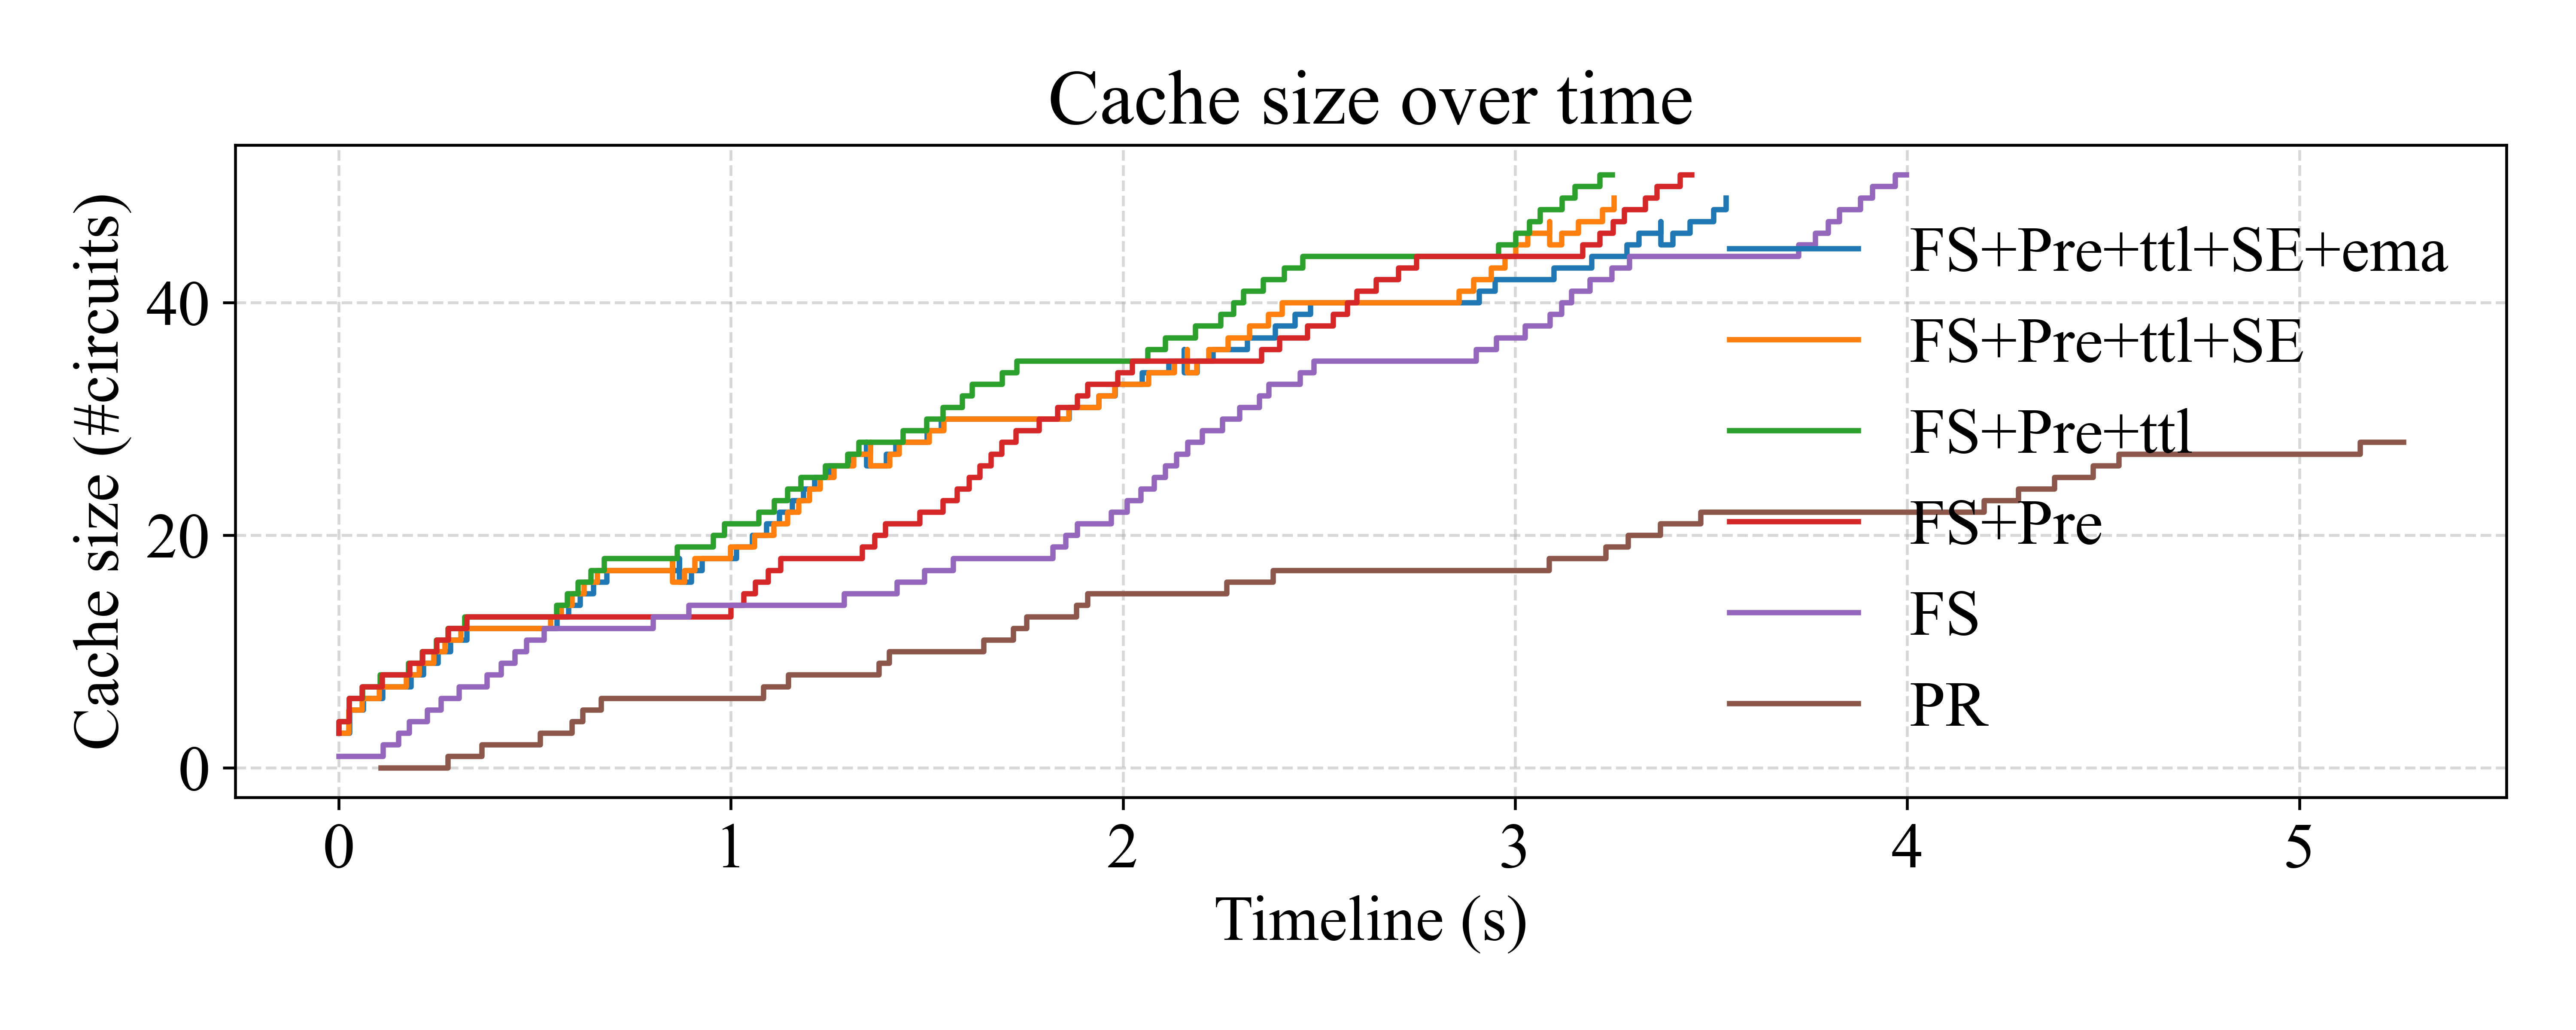 Cache size over time
Cache size (#circuits)
40
20
0
0 1 2 3 4 5
Timeline (s)
FS+Pre+ttl+SE+ema
FS+Pre+ttl+SE
FS+Pre+ttl
FS+Pre
FS
PR